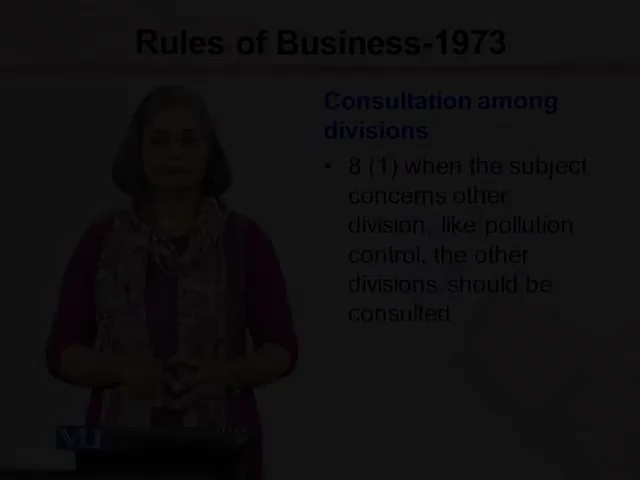 Rules of Business-1973
Consultation among
divisions
• 8 (1) when the subject
concerns other
division, like pollution
control, the other
divisions should be
consulted
VU